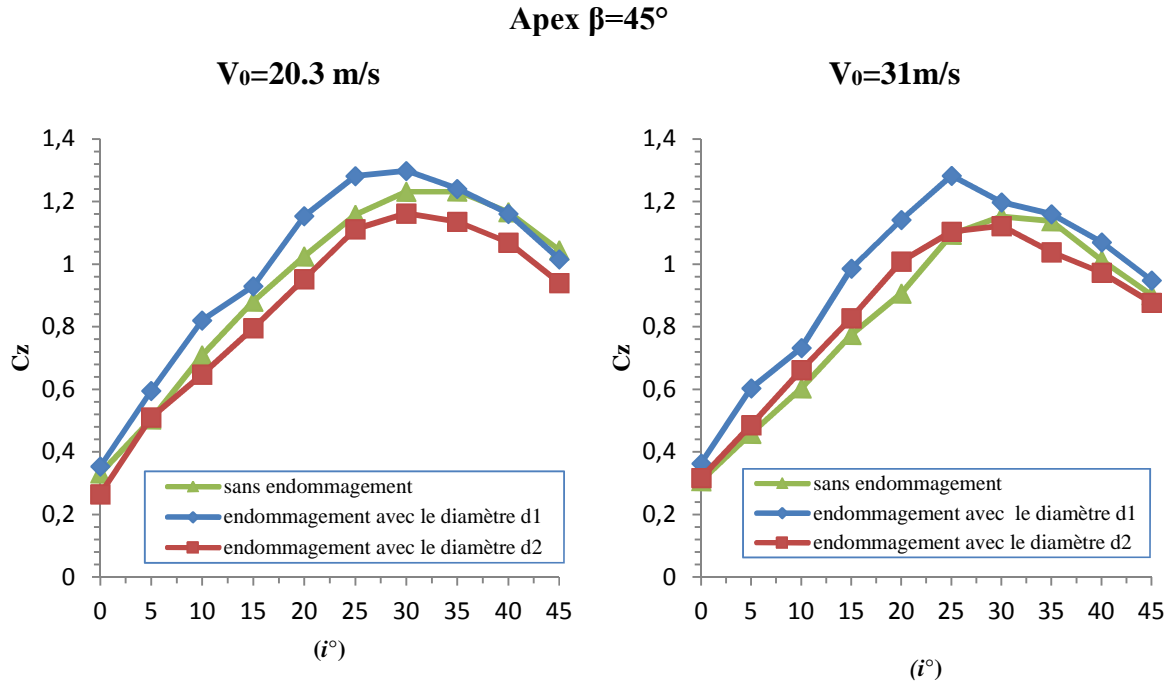 Apex β=45°
V₀=20.3 m/s
V₀=31m/s
1,4
1,2
1
0,8
0,6
0,4
0,2
0
Cz
0 5 10 15 20 25 30 35 40 45
(i°)
sans endommagement
endommagement avec le diamètre d1
endommagement avec le diamètre d2
1,4
1,2
1
0,8
0,6
0,4
0,2
0
Cz
0 5 10 15 20 25 30 35 40 45
(i°)
sans endommagement
endommagement avec le diamètre d1
endommagement avec le diamètre d2